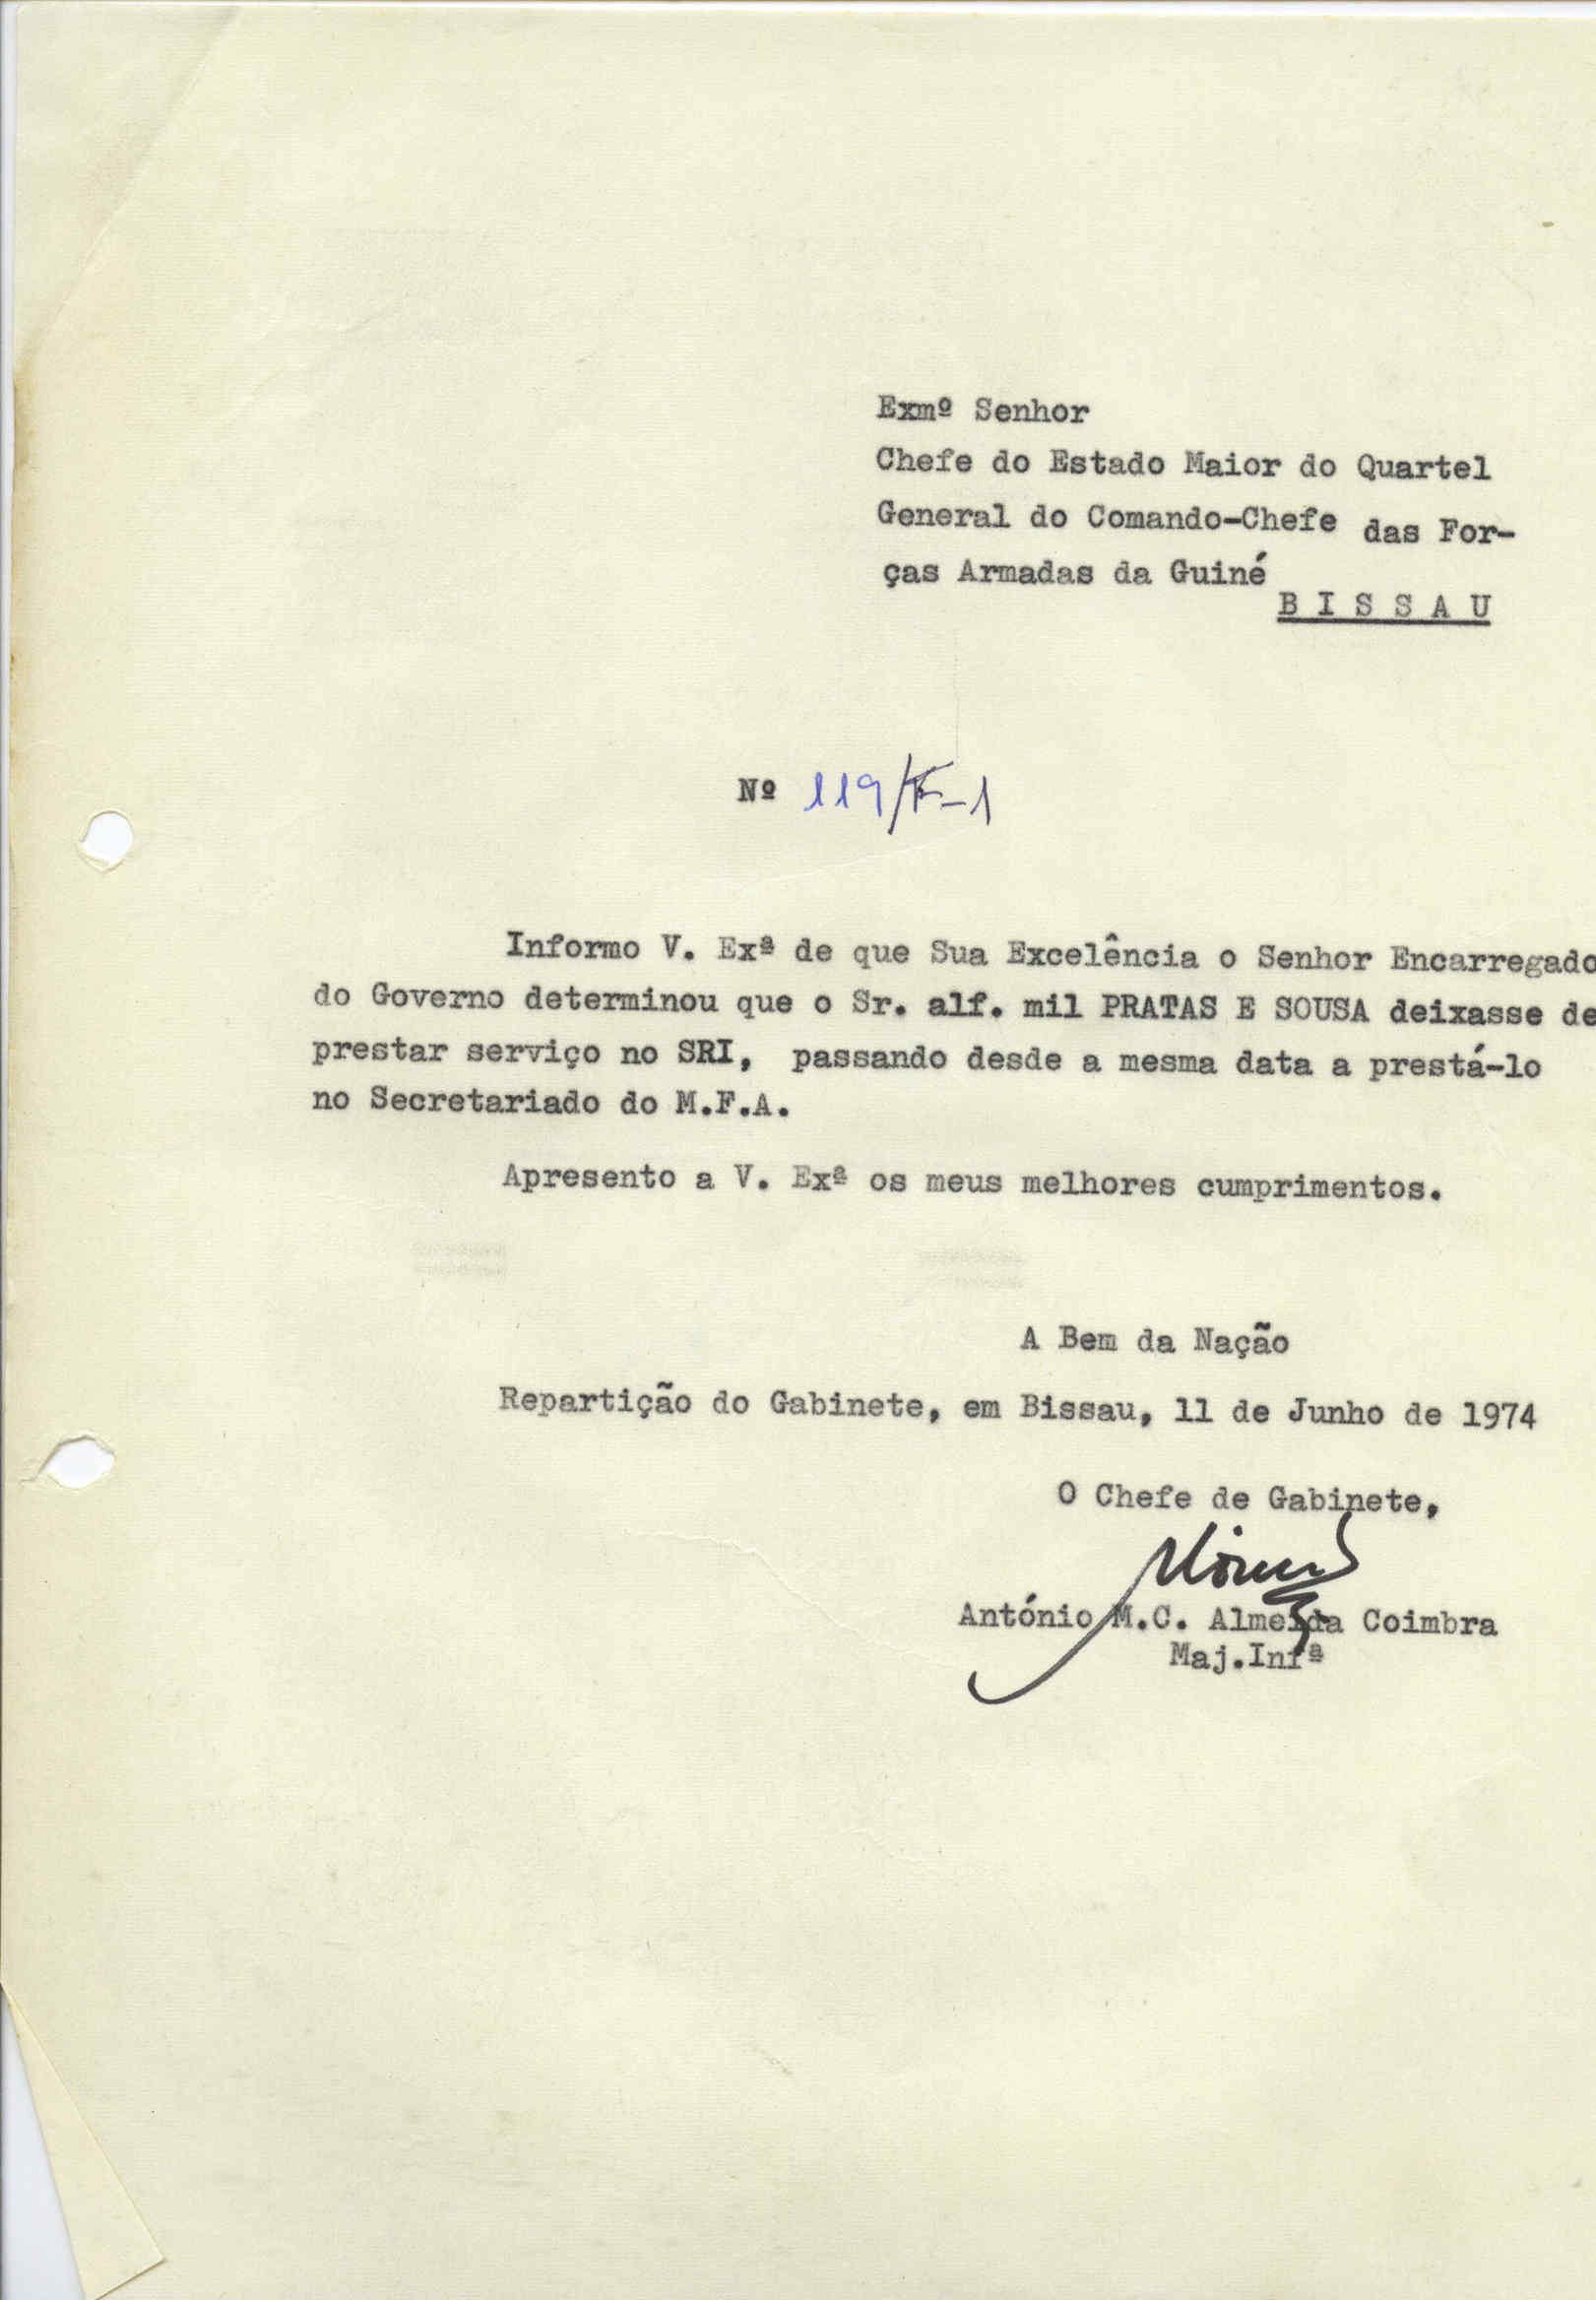 Exmº Senhor
Chefe do Estado Maior do Quartel
General do Comando-Chefe das For-
ças Armadas da Guiné
B I S S A U
Nº 119/F-1
Informo V. Exª de que Sua Excelência o Senhor Encarregado
do Governo determinou que o Sr. alf. mil PRATAS E SOUSA deixasse de
prestar serviço no SRI, passando desde a mesma data a prestá-lo
no Secretariado do M.F.A.
Apresento a V. Exª os meus melhores cumprimentos.
A Bem da Nação
Repartição do Gabinete, em Bissau, 11 de Junho de 1974
O Chefe de Gabinete,
António M.C. Almeida Coimbra
Maj.Infª